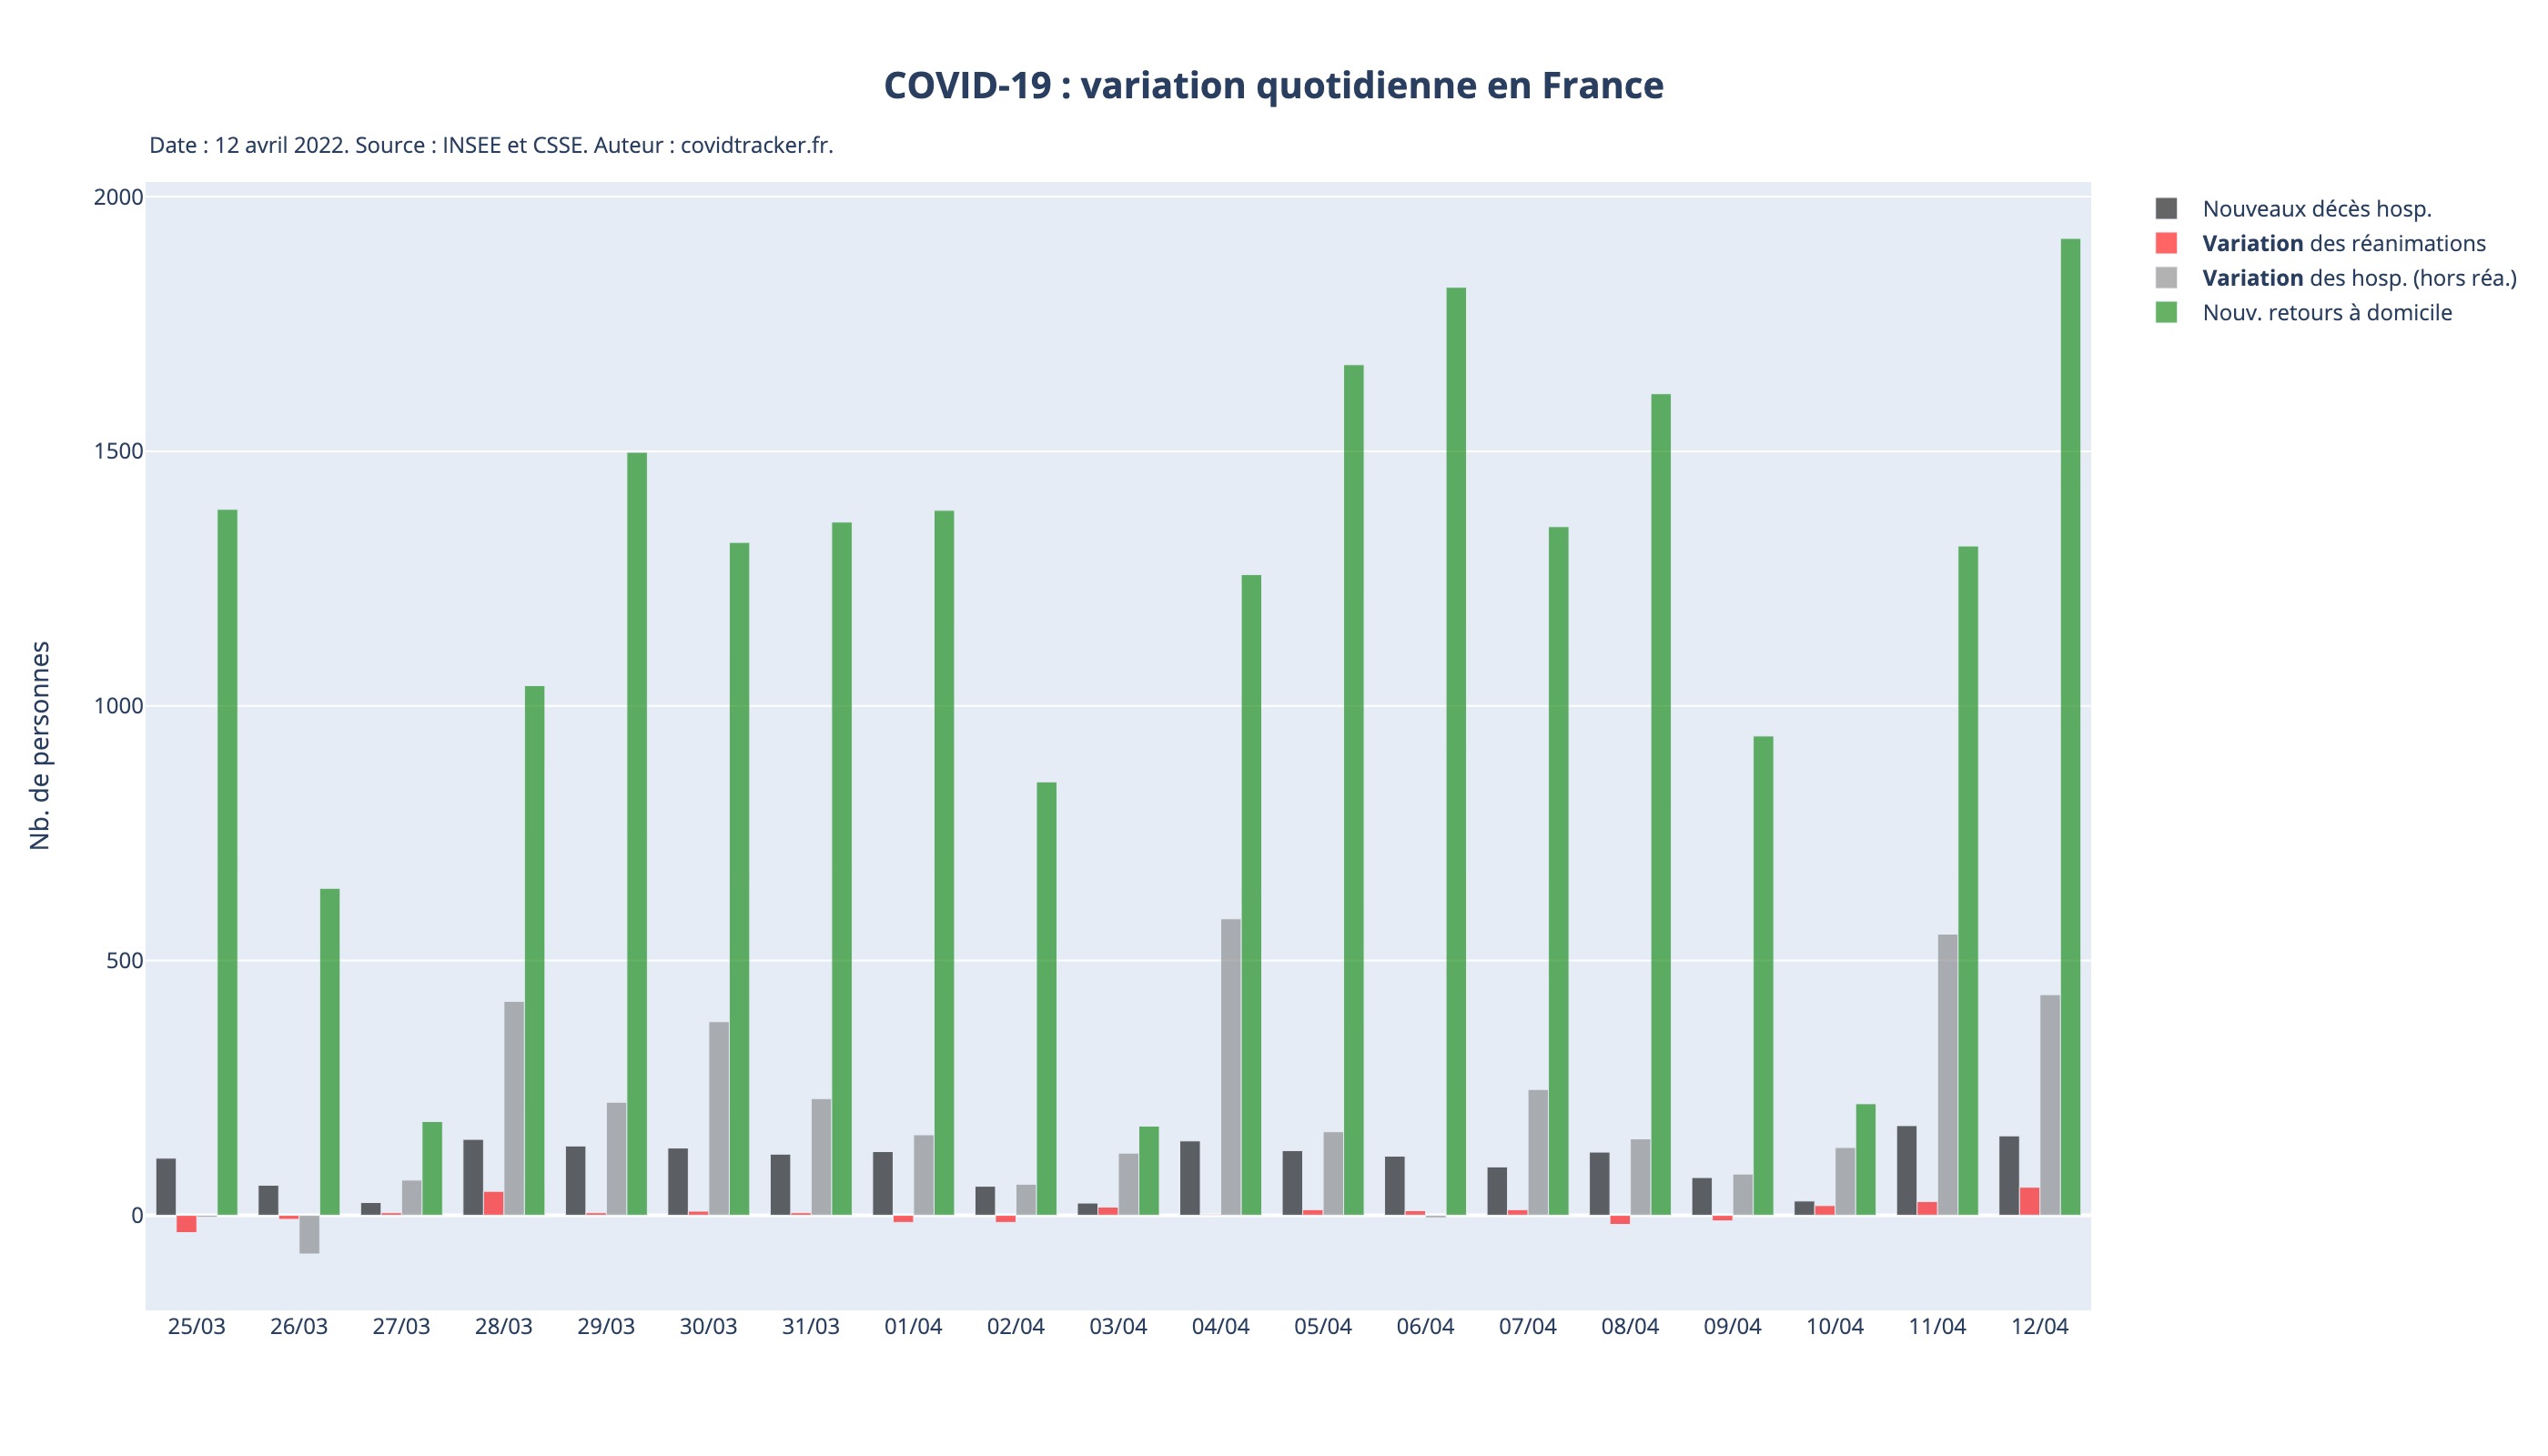 COVID-19 : variation quotidienne en France
Date : 12 avril 2022. Source : INSEE et CSSE. Auteur : covidtracker.fr.
Nouveaux décès hosp.
Variation des réanimations
Variation des hosp. (hors réa.)
Nouv. retours à domicile
Nb. de personnes
2000
1500
1000
500
0
25/03 26/03 27/03 28/03 29/03 30/03 31/03 01/04 02/04 03/04 04/04 05/04 06/04 07/04 08/04 09/04 10/04 11/04 12/04